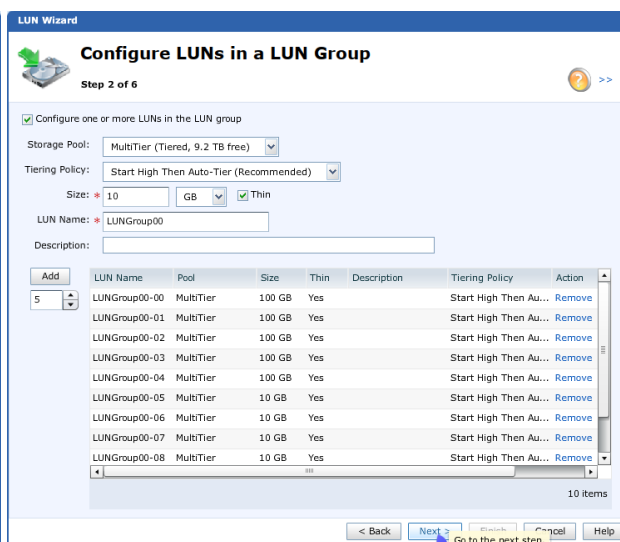 LUN Wizard
Configure LUNs in a LUN Group
Step 2 of 6
? >>
Configure one or more LUNs in the LUN group
Storage Pool: MultiTier (Tiered, 9.2 TB free)
Tiering Policy: Start High Then Auto-Tier (Recommended)
Size: * 10 GB Thin
LUN Name: * LUNGroup00
Description:
Add LUN Name Pool Size Thin Description Tiering Policy Action
5
LUNGroup00-00 MultiTier 100 GB Yes Start High Then Au... Remove
LUNGroup00-01 MultiTier 100 GB Yes Start High Then Au... Remove
LUNGroup00-02 MultiTier 100 GB Yes Start High Then Au... Remove
LUNGroup00-03 MultiTier 100 GB Yes Start High Then Au... Remove
LUNGroup00-04 MultiTier 100 GB Yes Start High Then Au... Remove
LUNGroup00-05 MultiTier 10 GB Yes Start High Then Au... Remove
LUNGroup00-06 MultiTier 10 GB Yes Start High Then Au... Remove
LUNGroup00-07 MultiTier 10 GB Yes Start High Then Au... Remove
LUNGroup00-08 MultiTier 10 GB Yes Start High Then Au... Remove
10 items
< Back Next > Finish Cancel Help
Go to the next step